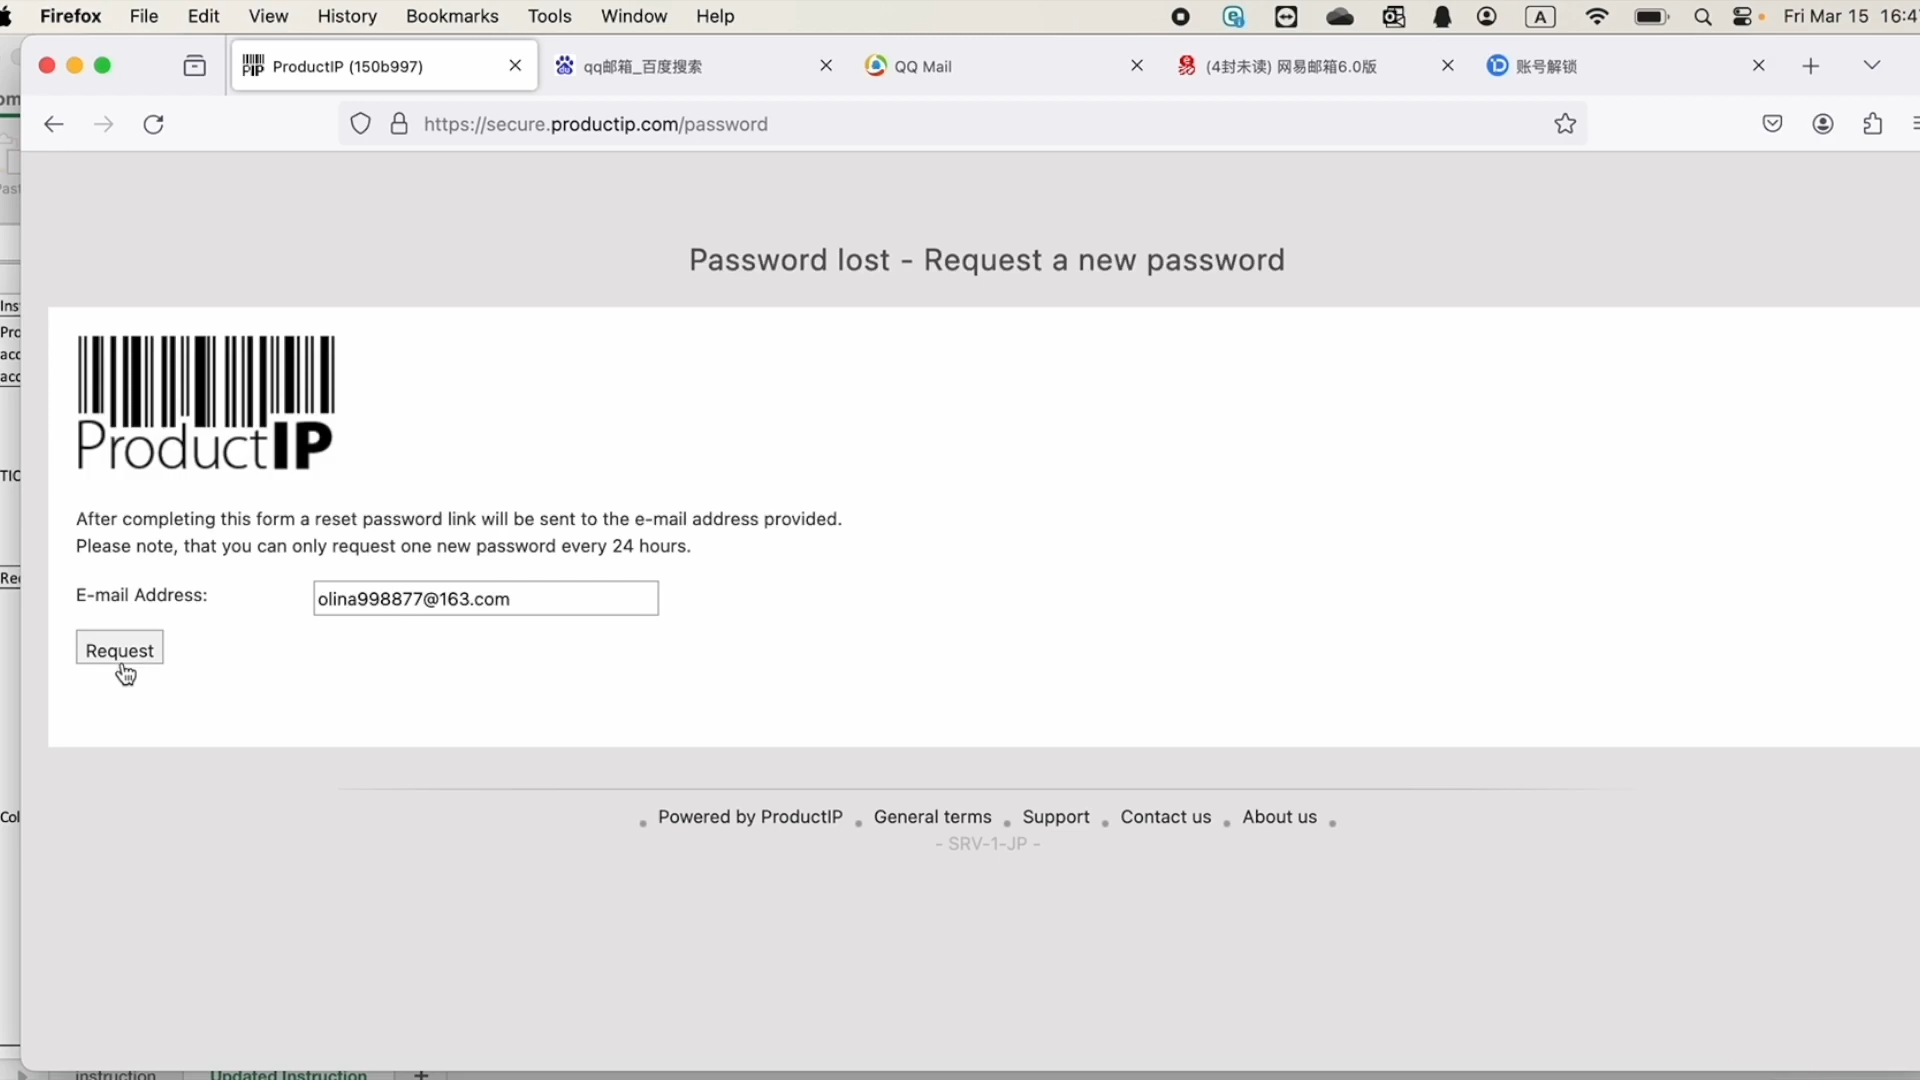 Firefox File Edit View History Bookmarks Tools Window Help A Fri Mar 15 16:4
ProductIP (150b997) qq邮箱_百度搜索 QQ Mail (4封未读) 网易邮箱6.0版 账号解锁
https://secure.productip.com/password
Password lost - Request a new password
ProductIP
After completing this form a reset password link will be sent to the e-mail address provided.
Please note, that you can only request one new password every 24 hours.
E-mail Address: olina998877@163.com
Request
Powered by ProductIP General terms Support Contact us About us
- SRV-1-JP -
instruction Updated Instruction